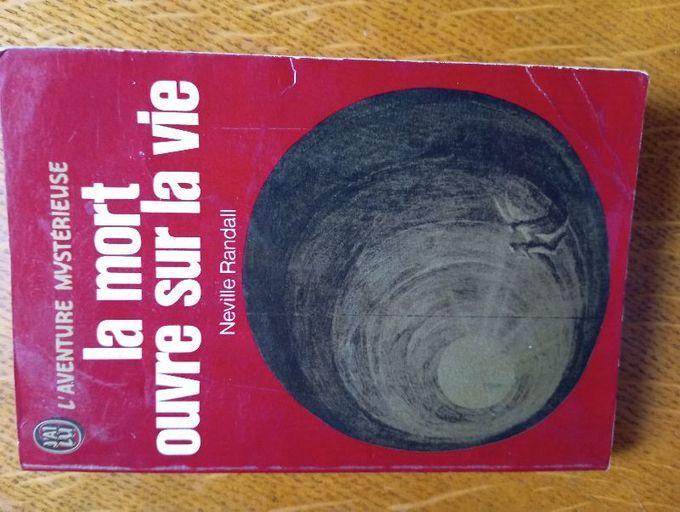 J'AI
LU
L'AVENTURE MYSTÉRIEUSE
la mort
ouvre sur la vie
Neville Randall